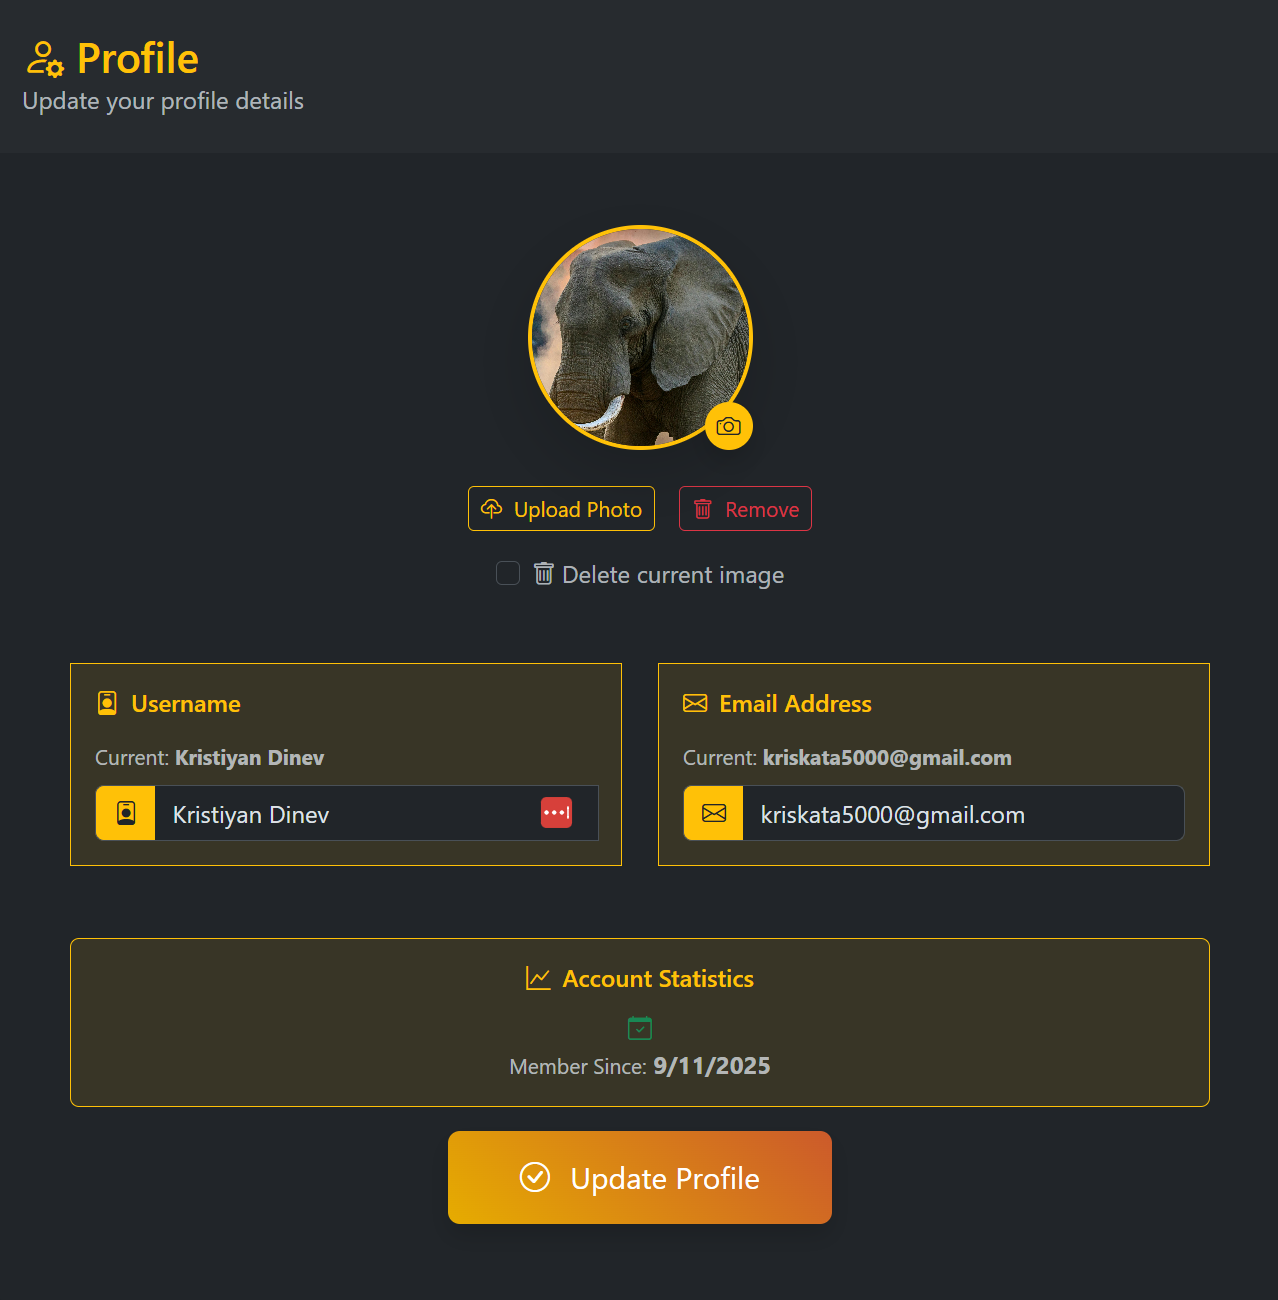 Profile
Update your profile details
Upload Photo
Remove
Delete current image
Username
Current: Kristiyan Dinev
Kristiyan Dinev
Email Address
Current: kriskata5000@gmail.com
kriskata5000@gmail.com
Account Statistics
Member Since: 9/11/2025
Update Profile